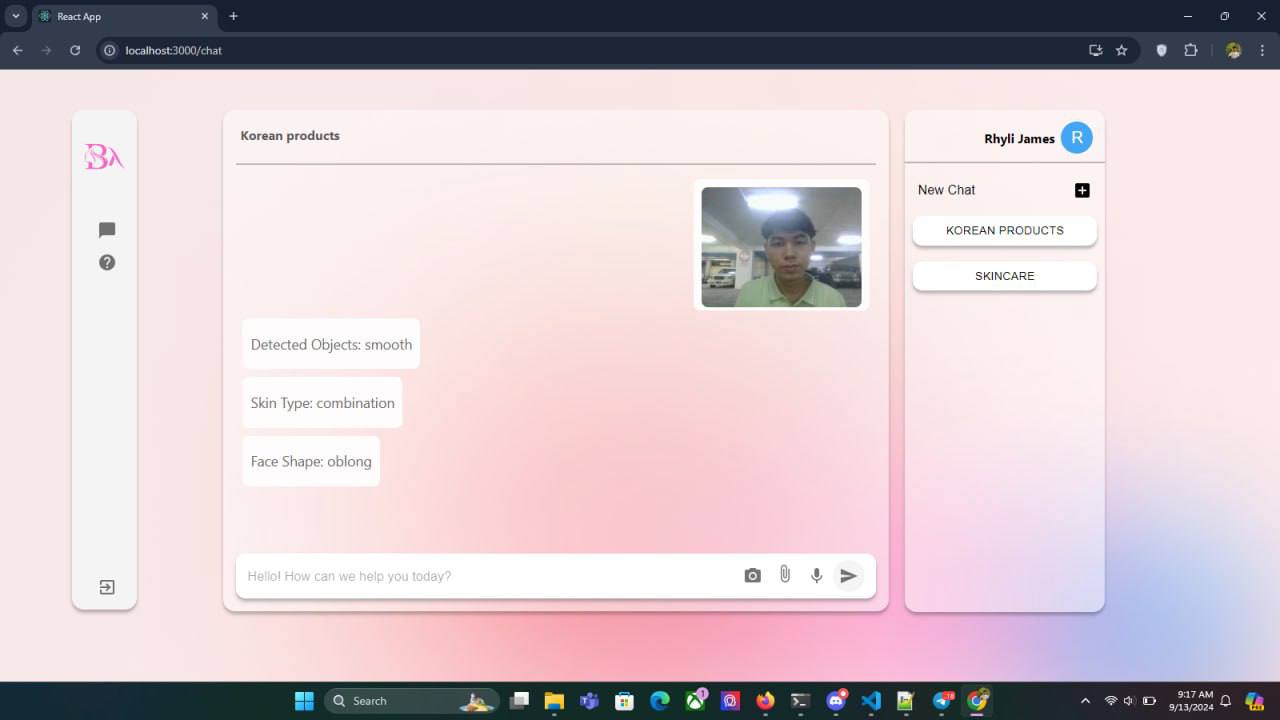 React App
localhost:3000/chat
Korean products
Rhyli James
R
New Chat
KOREAN PRODUCTS
SKINCARE
Detected Objects: smooth
Skin Type: combination
Face Shape: oblong
Hello! How can we help you today?
Search
1
9:17 AM
9/13/2024